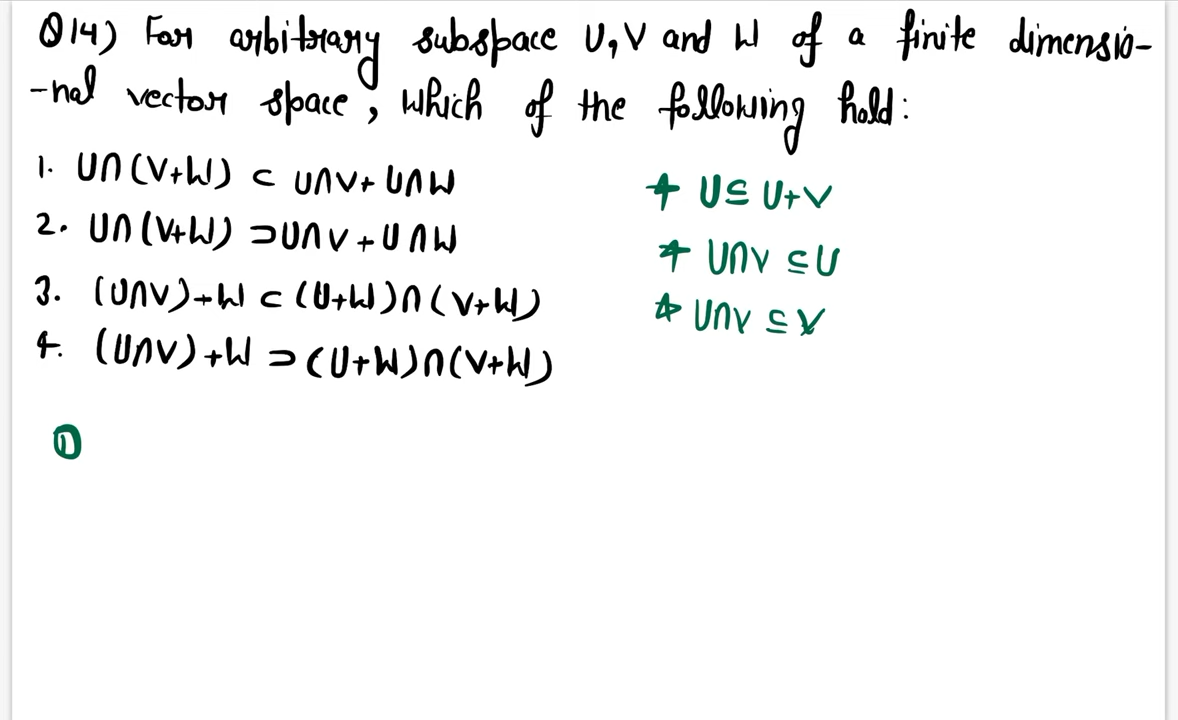 Q14) For arbitrary subspace U, V and W of a finite dimensio-
-nal vector space, which of the following hold:
1. U∩(V+W) ⊂ U∩V+ U∩W
2. U∩(V+W) ⊃ U∩V + U∩W
3. (U∩V)+W ⊂ (U+W)∩(V+W)
4. (U∩V)+W ⊃ (U+W)∩(V+W)
* U⊆ U+V
* U∩V ⊆U
* U∩V ⊆ V
①